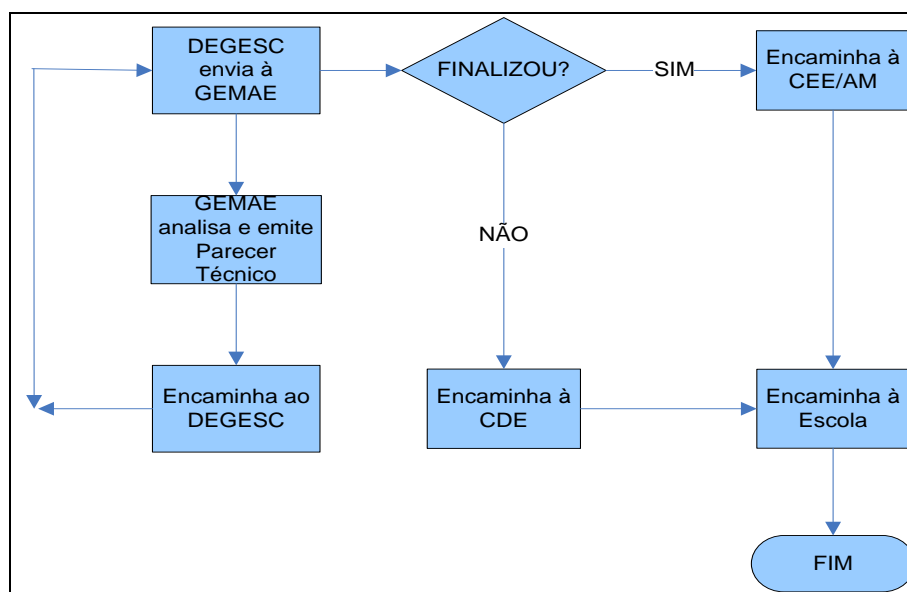 DEGESC
envia à
GEMAE
FINALIZOU?
SIM
Encaminha à
CEE/AM
GEMAE
analisa e emite
Parecer
Técnico
NÃO
Encaminha ao
DEGESC
Encaminha à
CDE
Encaminha à
Escola
FIM